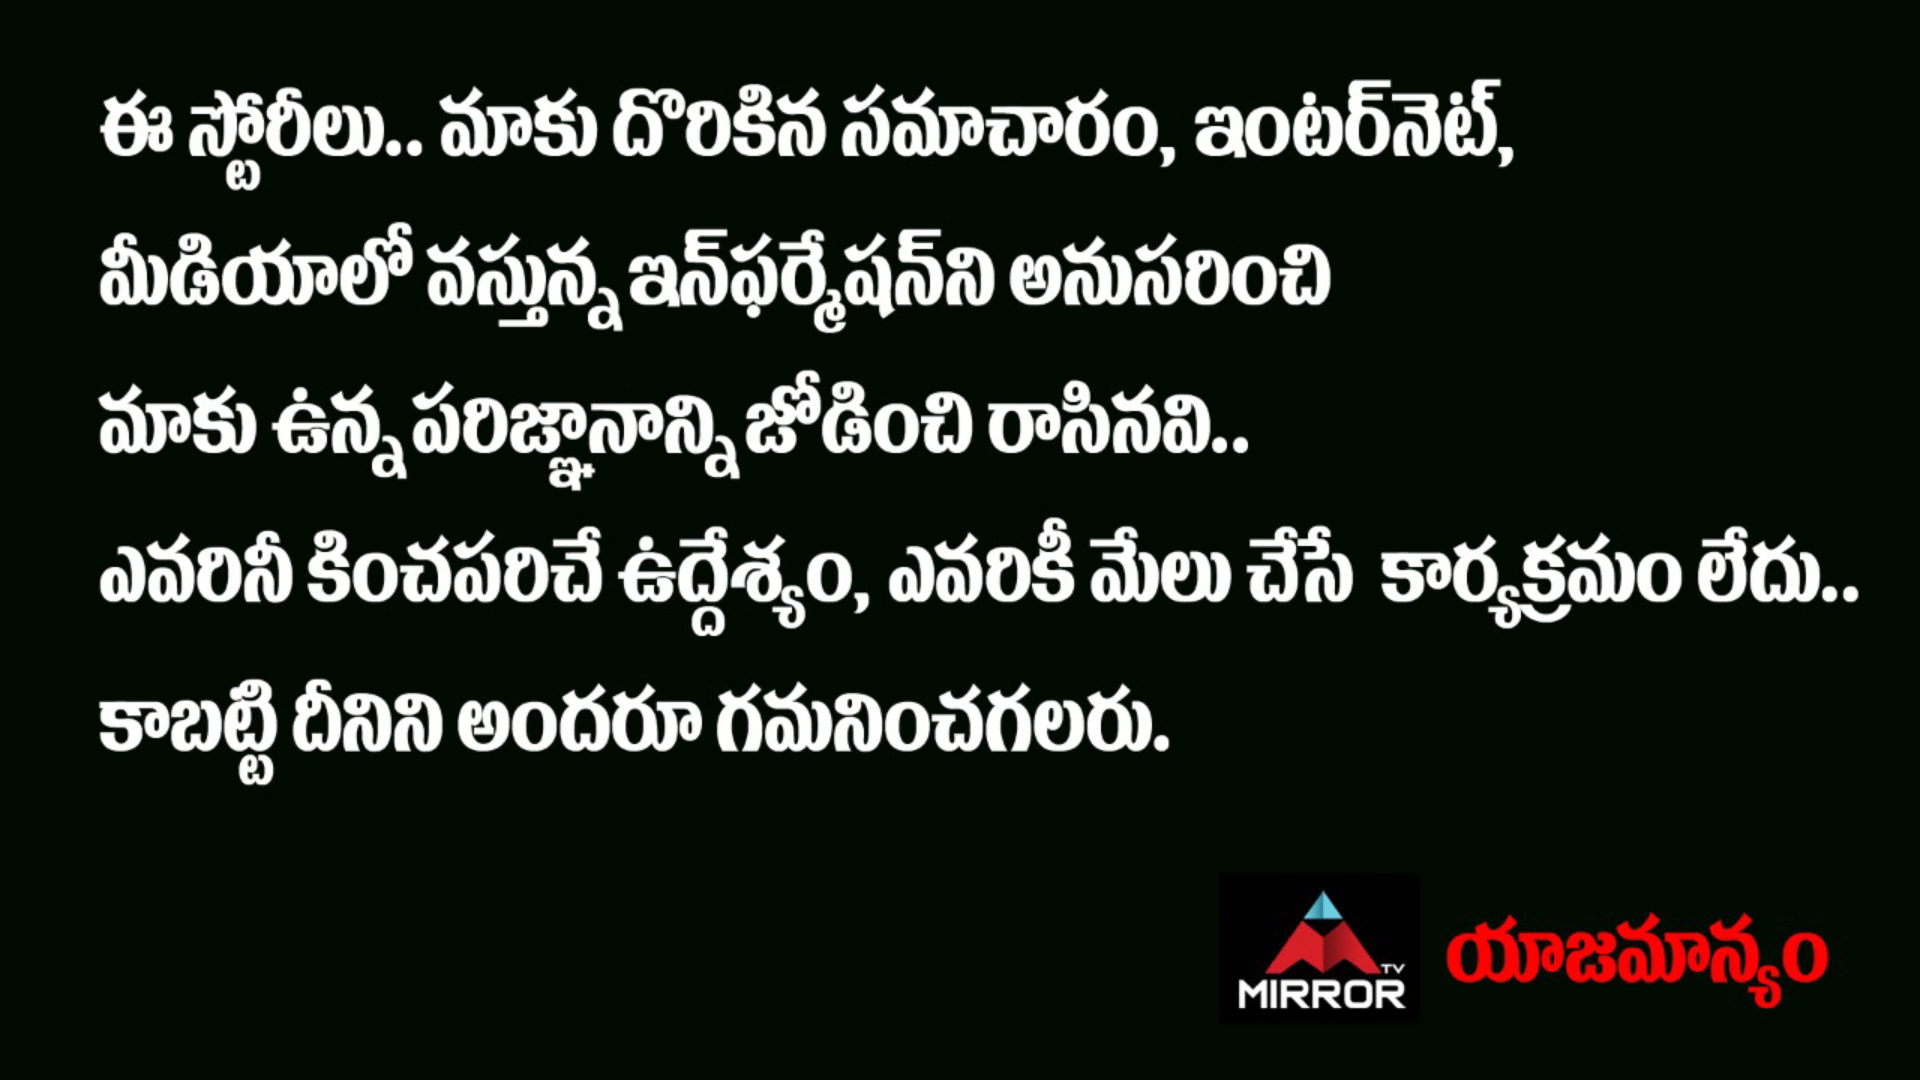 ఈ స్టోరీలు.. మాకు దొరికిన సమాచారం, ఇంటర్‌నెట్,
మీడియాలో వస్తున్న ఇన్‌ఫర్మేషన్‌ని అనుసరించి
మాకు ఉన్న పరిజ్ఞానాన్ని జోడించి రాసినవి..
ఎవరినీ కించపరిచే ఉద్దేశ్యం, ఎవరికీ మేలు చేసే కార్యక్రమం లేదు..
కాబట్టి దీనిని అందరూ గమనించగలరు.
MIRROR TV
యాజమాన్యం